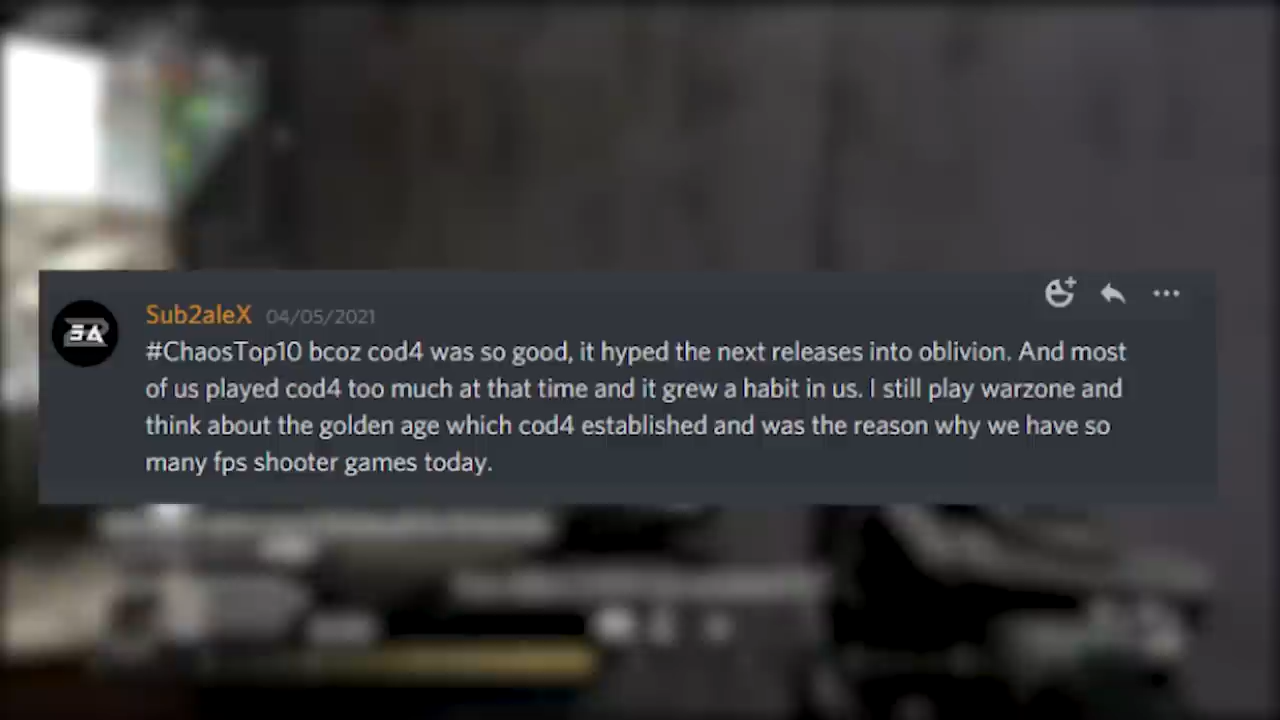 Sub2aleX 04/05/2021
#ChaosTop10 bcoz cod4 was so good, it hyped the next releases into oblivion. And most
of us played cod4 too much at that time and it grew a habit in us. I still play warzone and
think about the golden age which cod4 established and was the reason why we have so
many fps shooter games today.